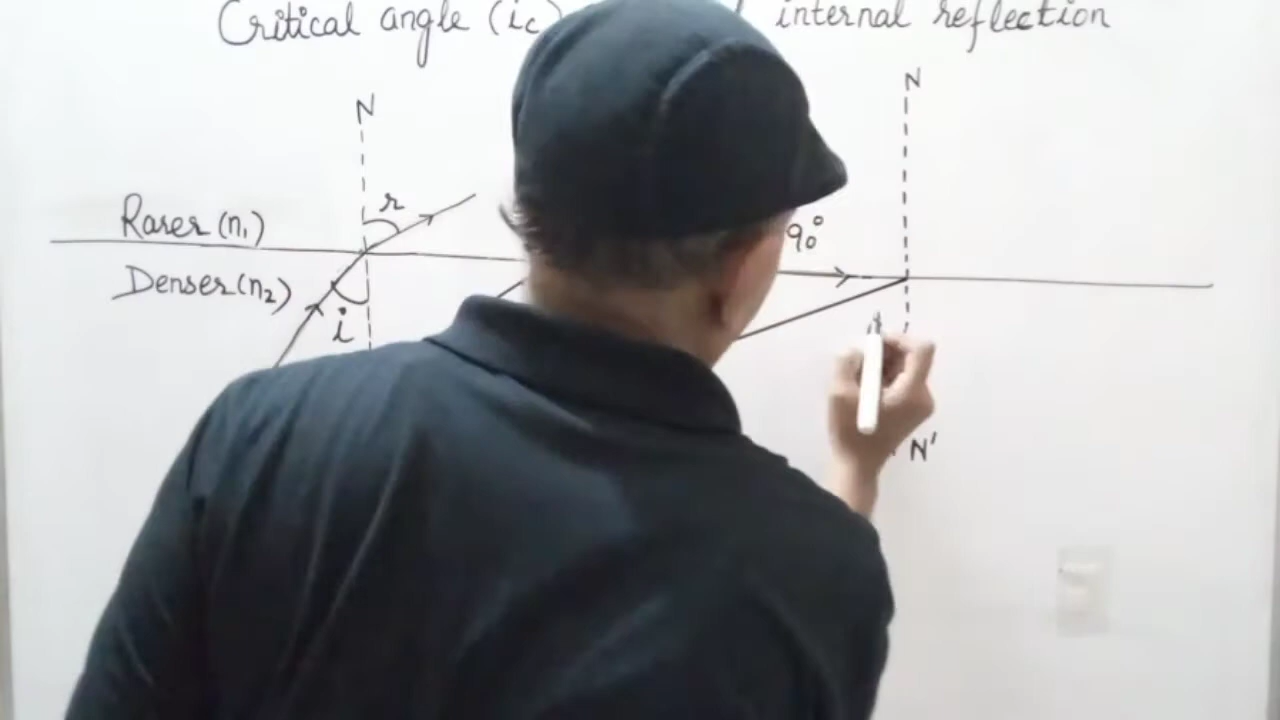 Critical angle (ic) internal reflection
N
N
r
Rarer (n1)
90°
Denser (n2)
i
N'